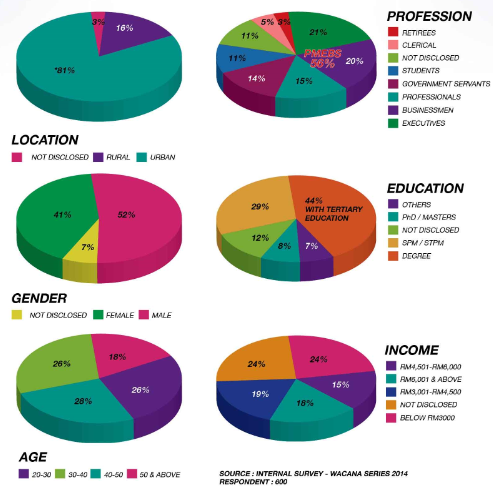 3%
16%
*81%
LOCATION
NOT DISCLOSED RURAL URBAN
5% 3%
21%
11%
11%
20%
14%
15%
PMEBS
56%
PROFESSION
RETIREES
CLERICAL
NOT DISCLOSED
STUDENTS
GOVERNMENT SERVANTS
PROFESSIONALS
BUSINESSMEN
EXECUTIVES
41%
52%
7%
GENDER
NOT DISCLOSED FEMALE MALE
29%
44%
WITH TERTIARY
EDUCATION
12%
8%
7%
EDUCATION
OTHERS
PhD / MASTERS
NOT DISCLOSED
SPM / STPM
DEGREE
26%
18%
28%
26%
AGE
20-30 30-40 40-50 50 & ABOVE
24%
24%
19%
15%
18%
INCOME
RM4,501-RM6,000
RM6,001 & ABOVE
RM3,001-RM4,500
NOT DISCLOSED
BELOW RM3000
SOURCE : INTERNAL SURVEY - WACANA SERIES 2014
RESPONDENT : 600